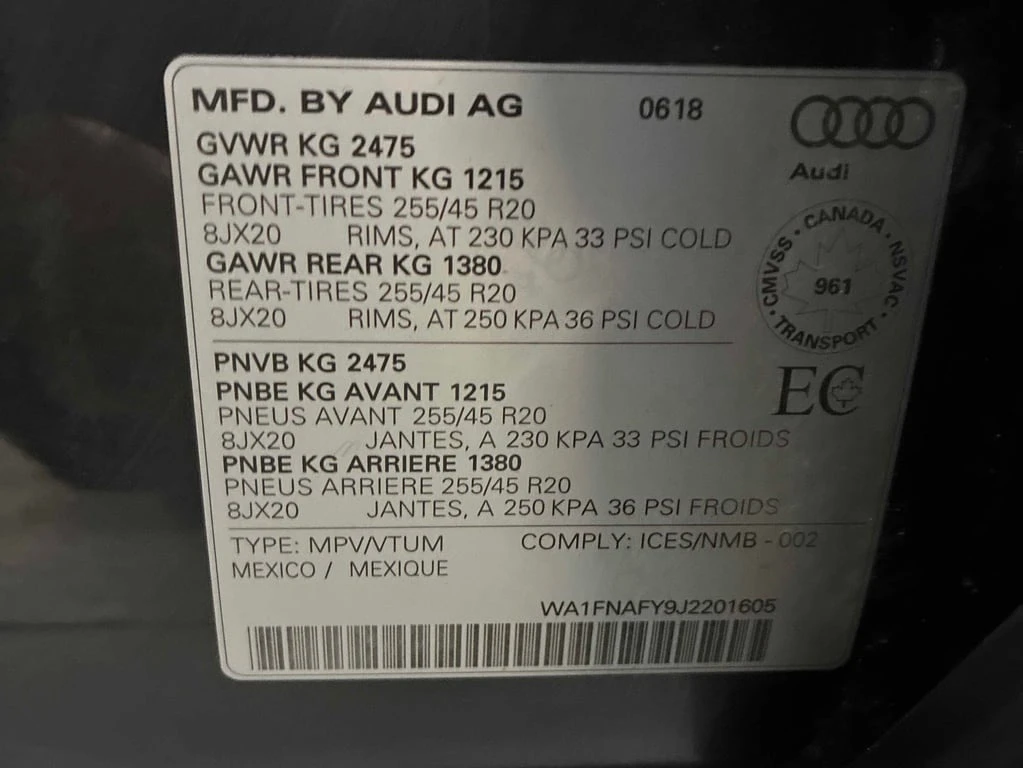 MFD. BY AUDI AG 0618
Audi
GVWR KG 2475
GAWR FRONT KG 1215
FRONT-TIRES 255/45 R20
8JX20 RIMS, AT 230 KPA 33 PSI COLD
GAWR REAR KG 1380
REAR-TIRES 255/45 R20
8JX20 RIMS, AT 250 KPA 36 PSI COLD
CMVSS · CANADA · NSVAC · TRANSPORT ·
961
PNVB KG 2475
PNBE KG AVANT 1215
PNEUS AVANT 255/45 R20
8JX20 JANTES, A 230 KPA 33 PSI FROIDS
PNBE KG ARRIERE 1380
PNEUS ARRIERE 255/45 R20
8JX20 JANTES, A 250 KPA 36 PSI FROIDS
EC
TYPE: MPV/VTUM COMPLY: ICES/NMB - 002
MEXICO / MEXIQUE
WA1FNAFY9J2201605